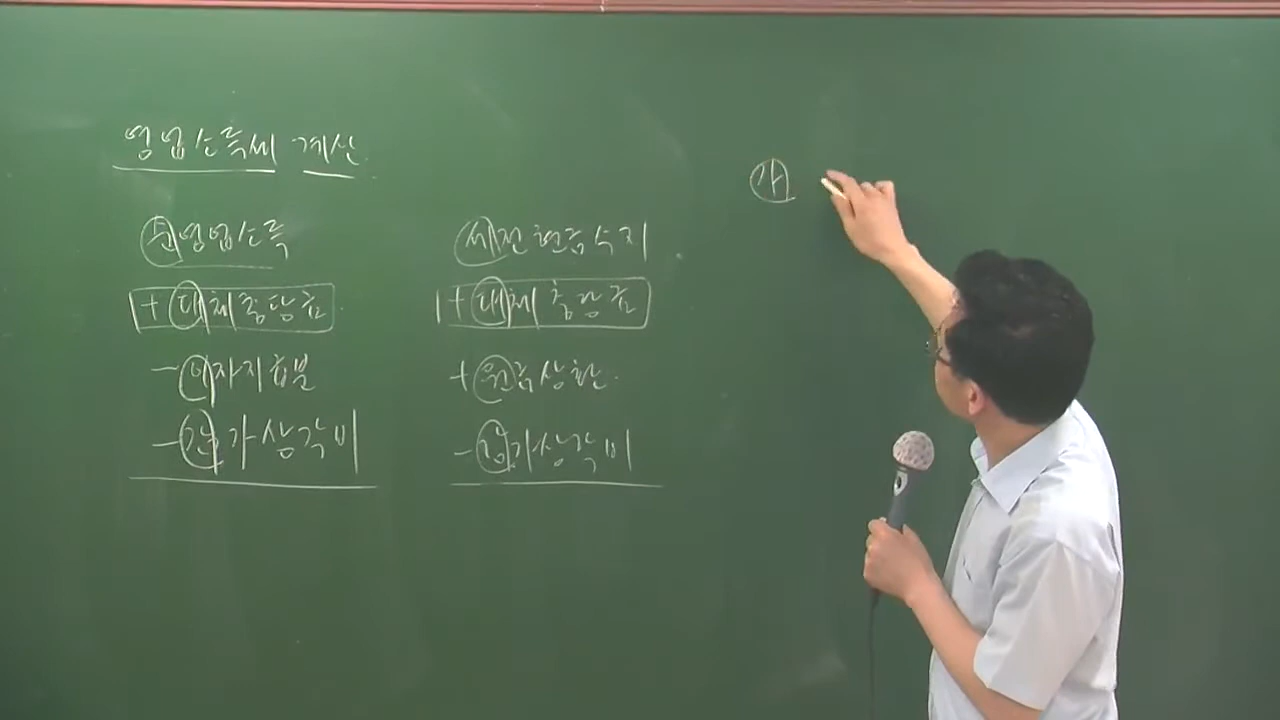 영업소득세 계산
순영업소득
+ 대체충당금
- 이자지급분
- 감가상각비
세전현금수지
+ 대체충당금
+ 원금상환
- 감가상각비
가